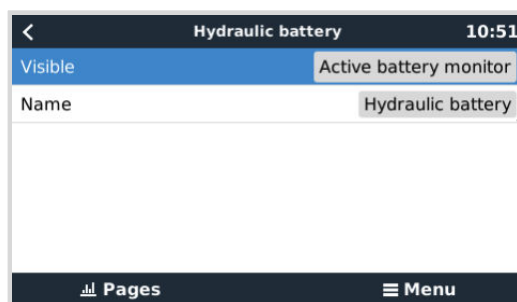 Hydraulic battery 10:51
Visible Active battery monitor
Name Hydraulic battery
Pages Menu